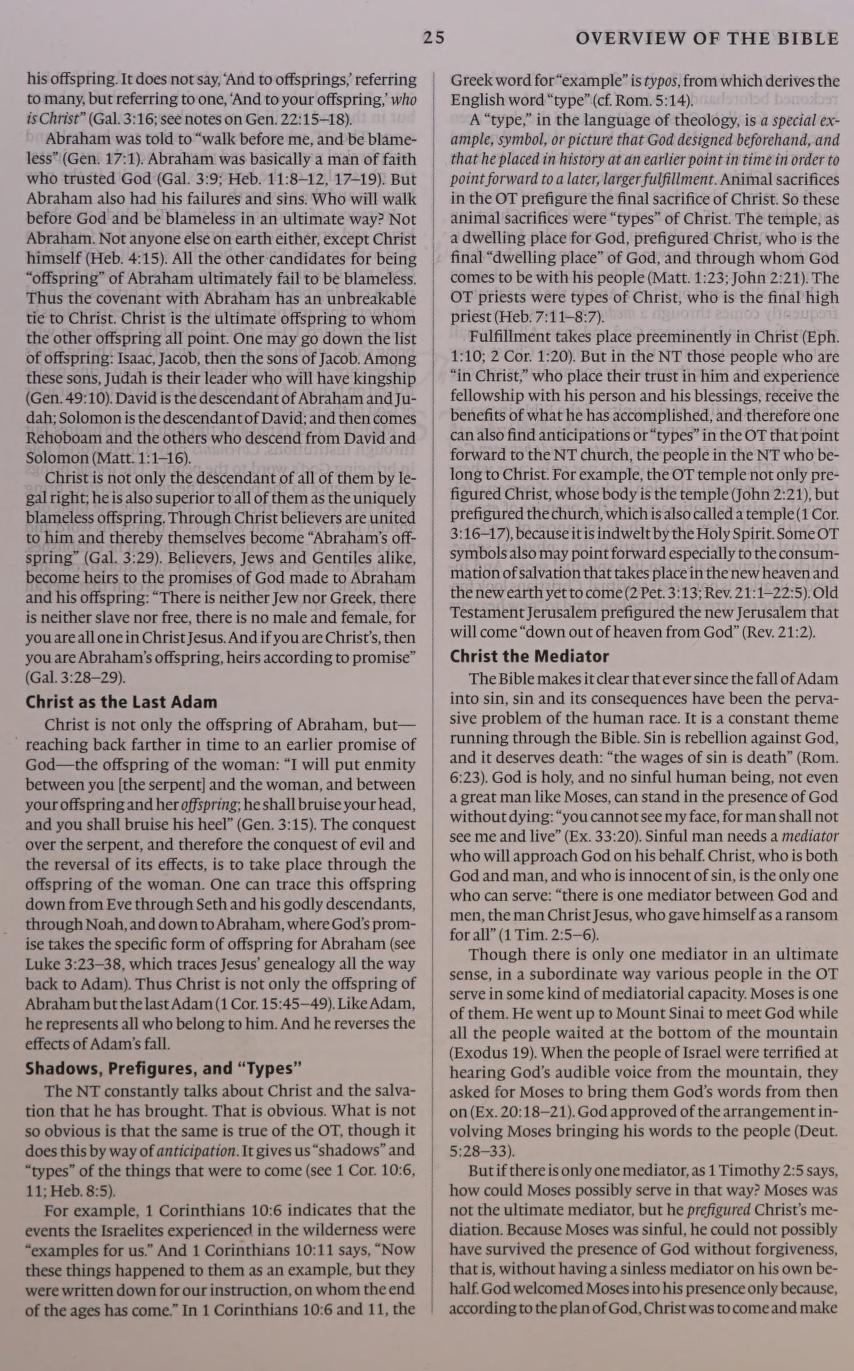 25
OVERVIEW OF THE BIBLE
his offspring. It does not say, ‘And to offsprings,’ referring
to many, but referring to one, ‘And to your offspring,’ who
is Christ” (Gal. 3:16; see notes on Gen. 22:15–18).
Abraham was told to “walk before me, and be blame-
less” (Gen. 17:1). Abraham was basically a man of faith
who trusted God (Gal. 3:9; Heb. 11:8–12, 17–19). But
Abraham also had his failures and sins. Who will walk
before God and be blameless in an ultimate way? Not
Abraham. Not anyone else on earth either, except Christ
himself (Heb. 4:15). All the other candidates for being
“offspring” of Abraham ultimately fail to be blameless.
Thus the covenant with Abraham has an unbreakable
tie to Christ. Christ is the ultimate offspring to whom
the other offspring all point. One may go down the list
of offspring: Isaac, Jacob, then the sons of Jacob. Among
these sons, Judah is their leader who will have kingship
(Gen. 49:10). David is the descendant of Abraham and Ju-
dah; Solomon is the descendant of David; and then comes
Rehoboam and the others who descend from David and
Solomon (Matt. 1:1–16).
Christ is not only the descendant of all of them by le-
gal right; he is also superior to all of them as the uniquely
blameless offspring. Through Christ believers are united
to him and thereby themselves become “Abraham’s off-
spring” (Gal. 3:29). Believers, Jews and Gentiles alike,
become heirs to the promises of God made to Abraham
and his offspring: “There is neither Jew nor Greek, there
is neither slave nor free, there is no male and female, for
you are all one in Christ Jesus. And if you are Christ’s, then
you are Abraham’s offspring, heirs according to promise”
(Gal. 3:28–29).
Christ as the Last Adam
Christ is not only the offspring of Abraham, but—
reaching back farther in time to an earlier promise of
God—the offspring of the woman: “I will put enmity
between you [the serpent] and the woman, and between
your offspring and her offspring; he shall bruise your head,
and you shall bruise his heel” (Gen. 3:15). The conquest
over the serpent, and therefore the conquest of evil and
the reversal of its effects, is to take place through the
offspring of the woman. One can trace this offspring
down from Eve through Seth and his godly descendants,
through Noah, and down to Abraham, where God’s prom-
ise takes the specific form of offspring for Abraham (see
Luke 3:23–38, which traces Jesus’ genealogy all the way
back to Adam). Thus Christ is not only the offspring of
Abraham but the last Adam (1 Cor. 15:45–49). Like Adam,
he represents all who belong to him. And he reverses the
effects of Adam’s fall.
Shadows, Prefigures, and “Types”
The NT constantly talks about Christ and the salva-
tion that he has brought. That is obvious. What is not
so obvious is that the same is true of the OT, though it
does this by way of anticipation. It gives us “shadows” and
“types” of the things that were to come (see 1 Cor. 10:6,
11; Heb. 8:5).
For example, 1 Corinthians 10:6 indicates that the
events the Israelites experienced in the wilderness were
“examples for us.” And 1 Corinthians 10:11 says, “Now
these things happened to them as an example, but they
were written down for our instruction, on whom the end
of the ages has come.” In 1 Corinthians 10:6 and 11, the
Greek word for “example” is typos, from which derives the
English word “type” (cf. Rom. 5:14).
A “type,” in the language of theology, is a special ex-
ample, symbol, or picture that God designed beforehand, and
that he placed in history at an earlier point in time in order to
point forward to a later, larger fulfillment. Animal sacrifices
in the OT prefigure the final sacrifice of Christ. So these
animal sacrifices were “types” of Christ. The temple, as
a dwelling place for God, prefigured Christ, who is the
final “dwelling place” of God, and through whom God
comes to be with his people (Matt. 1:23; John 2:21). The
OT priests were types of Christ, who is the final high
priest (Heb. 7:11–8:7).
Fulfillment takes place preeminently in Christ (Eph.
1:10; 2 Cor. 1:20). But in the NT those people who are
“in Christ,” who place their trust in him and experience
fellowship with his person and his blessings, receive the
benefits of what he has accomplished, and therefore one
can also find anticipations or “types” in the OT that point
forward to the NT church, the people in the NT who be-
long to Christ. For example, the OT temple not only pre-
figured Christ, whose body is the temple (John 2:21), but
prefigured the church, which is also called a temple (1 Cor.
3:16–17), because it is indwelt by the Holy Spirit. Some OT
symbols also may point forward especially to the consum-
mation of salvation that takes place in the new heaven and
the new earth yet to come (2 Pet. 3:13; Rev. 21:1–22:5). Old
Testament Jerusalem prefigured the new Jerusalem that
will come “down out of heaven from God” (Rev. 21:2).
Christ the Mediator
The Bible makes it clear that ever since the fall of Adam
into sin, sin and its consequences have been the perva-
sive problem of the human race. It is a constant theme
running through the Bible. Sin is rebellion against God,
and it deserves death: “the wages of sin is death” (Rom.
6:23). God is holy, and no sinful human being, not even
a great man like Moses, can stand in the presence of God
without dying: “you cannot see my face, for man shall not
see me and live” (Ex. 33:20). Sinful man needs a mediator
who will approach God on his behalf. Christ, who is both
God and man, and who is innocent of sin, is the only one
who can serve: “there is one mediator between God and
men, the man Christ Jesus, who gave himself as a ransom
for all” (1 Tim. 2:5–6).
Though there is only one mediator in an ultimate
sense, in a subordinate way various people in the OT
serve in some kind of mediatorial capacity. Moses is one
of them. He went up to Mount Sinai to meet God while
all the people waited at the bottom of the mountain
(Exodus 19). When the people of Israel were terrified at
hearing God’s audible voice from the mountain, they
asked for Moses to bring them God’s words from then
on (Ex. 20:18–21). God approved of the arrangement in-
volving Moses bringing his words to the people (Deut.
5:28–33).
But if there is only one mediator, as 1 Timothy 2:5 says,
how could Moses possibly serve in that way? Moses was
not the ultimate mediator, but he prefigured Christ’s me-
diation. Because Moses was sinful, he could not possibly
have survived the presence of God without forgiveness,
that is, without having a sinless mediator on his own be-
half. God welcomed Moses into his presence only because,
according to the plan of God, Christ was to come and make